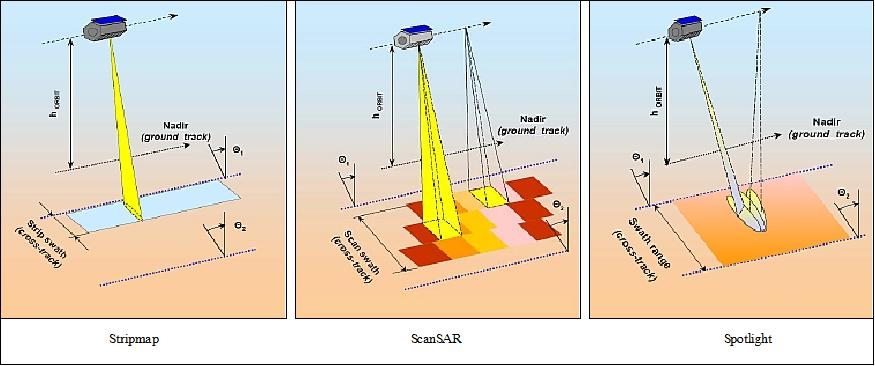 h ORBIT
Nadir
(ground track)
Θ1
Θ2
Strip swath
(cross-track)
Stripmap
h ORBIT
Nadir
(ground track)
Θ
Θ2
Scan swath
(cross-track)
ScanSAR
h ORBIT
Nadir
(ground track)
Θ1
Θ2
Swath range
(cross-track)
Spotlight